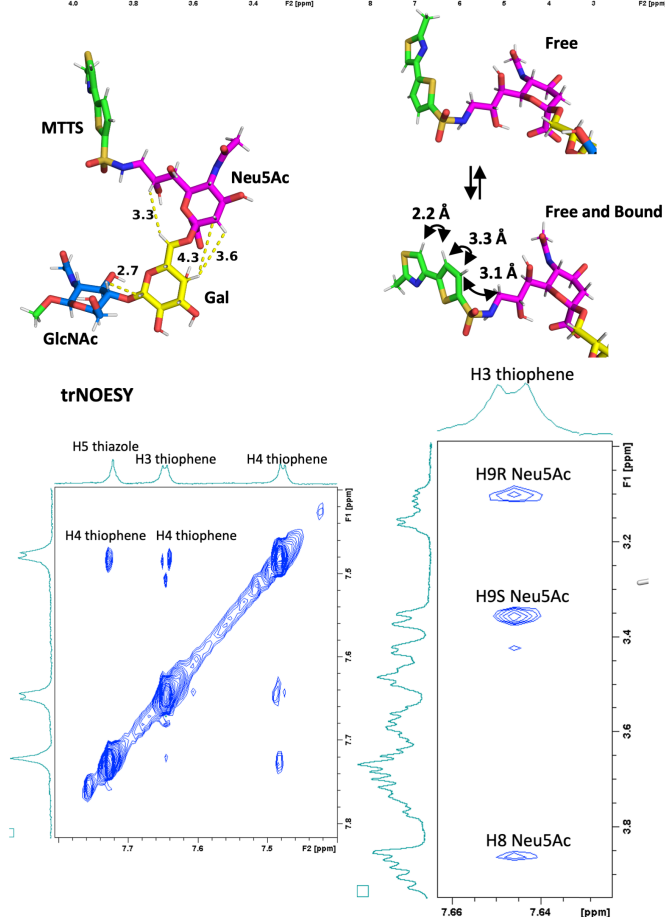 4.0 3.8 3.6 3.4 F2 [ppm]
8 7 6 5 4 3 F2 [ppm]
MTTS
Neu5Ac
3.3
4.3
3.6
2.7
Gal
GlcNAc
Free
Free and Bound
2.2 Å
3.3 Å
3.1 Å
trNOESY
H5 thiazole
H3 thiophene
H4 thiophene
H4 thiophene H4 thiophene
F1 [ppm]
7.5
7.6
7.7
7.8
7.7 7.6 7.5 F2 [ppm]
H3 thiophene
F1 [ppm]
H9R Neu5Ac
3.2
H9S Neu5Ac
3.4
3.6
3.8
H8 Neu5Ac
7.66 7.64 [ppm]